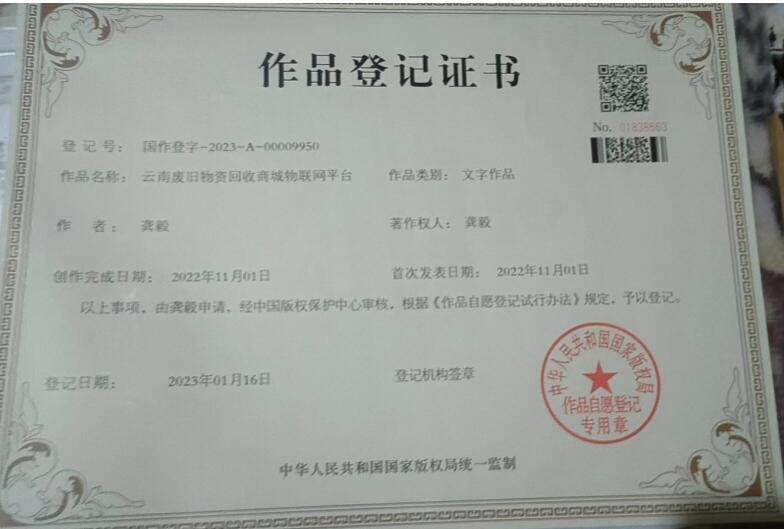 作品登记证书
No. 01838663
登 记 号： 国作登字-2023-A-00009950
作品名称： 云南废旧物资回收商城物联网平台 作品类别： 文字作品
作 者： 龚毅 著作权人： 龚毅
创作完成日期： 2022年11月01日 首次发表日期： 2022年11月01日
以上事项，由龚毅申请，经中国版权保护中心审核，根据《作品自愿登记试行办法》规定，予以登记。
登记日期： 2023年01月16日 登记机构签章
中华人民共和国国家版权局
作品自愿登记
专用章
中华人民共和国国家版权局统一监制